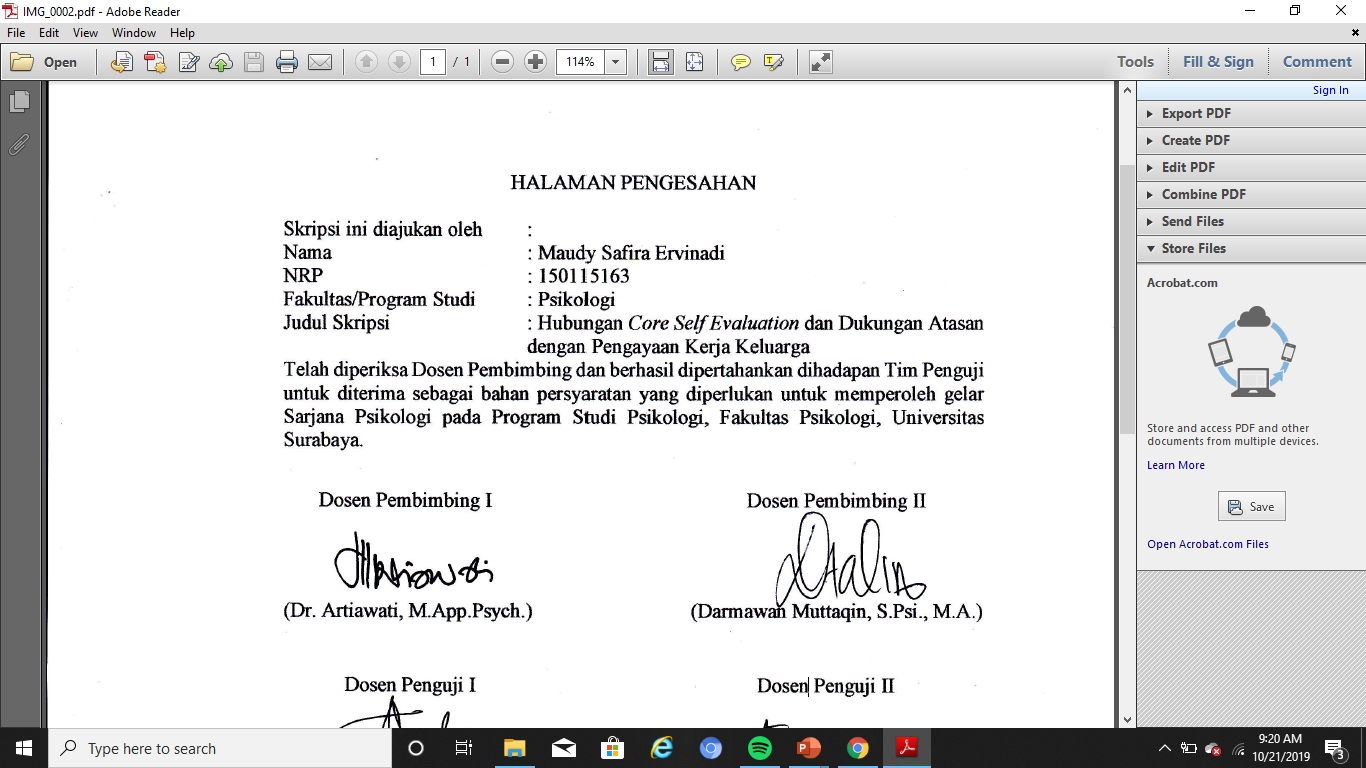 IMG_0002.pdf - Adobe Reader
File Edit View Window Help
Open 1 / 1 114% Tools Fill & Sign Comment
Sign In
Export PDF
Create PDF
Edit PDF
Combine PDF
Send Files
Store Files
Acrobat.com
Store and access PDF and other
documents from multiple devices.
Learn More
Save
Open Acrobat.com Files
HALAMAN PENGESAHAN
Skripsi ini diajukan oleh :
Nama : Maudy Safira Ervinadi
NRP : 150115163
Fakultas/Program Studi : Psikologi
Judul Skripsi : Hubungan Core Self Evaluation dan Dukungan Atasan
dengan Pengayaan Kerja Keluarga
Telah diperiksa Dosen Pembimbing dan berhasil dipertahankan dihadapan Tim Penguji
untuk diterima sebagai bahan persyaratan yang diperlukan untuk memperoleh gelar
Sarjana Psikologi pada Program Studi Psikologi, Fakultas Psikologi, Universitas
Surabaya.
Dosen Pembimbing I Dosen Pembimbing II
(Dr. Artiawati, M.App.Psych.) (Darmawan Muttaqin, S.Psi., M.A.)
Dosen Penguji I Dosen Penguji II
Type here to search
9:20 AM
10/21/2019
3